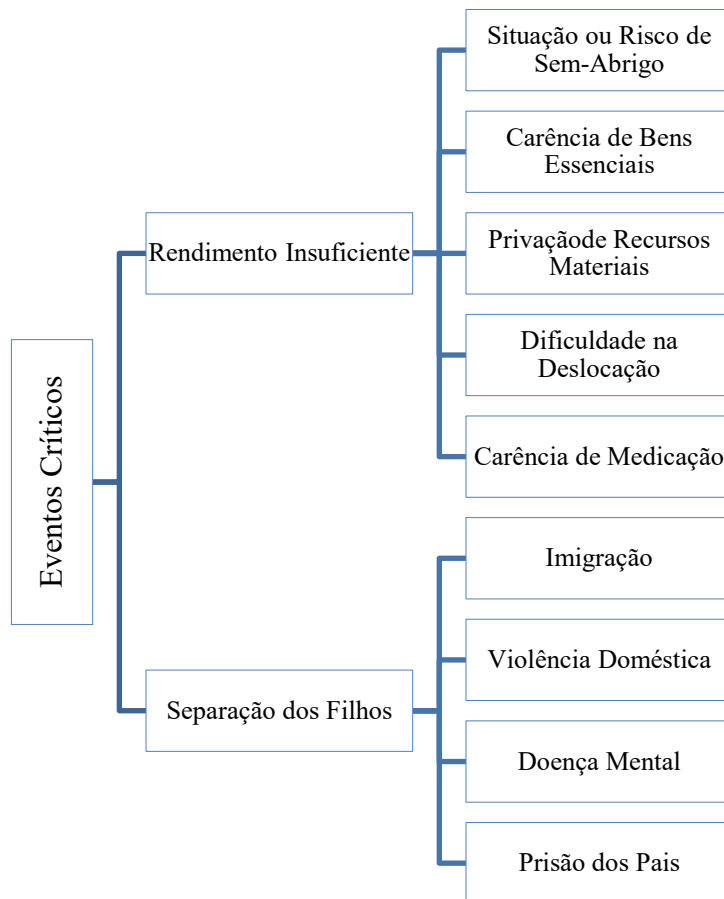 Eventos Críticos
Rendimento Insuficiente
Situação ou Risco de
Sem-Abrigo
Carência de Bens
Essenciais
Privaçãode Recursos
Materiais
Dificuldade na
Deslocação
Carência de Medicação
Separação dos Filhos
Imigração
Violência Doméstica
Doença Mental
Prisão dos Pais